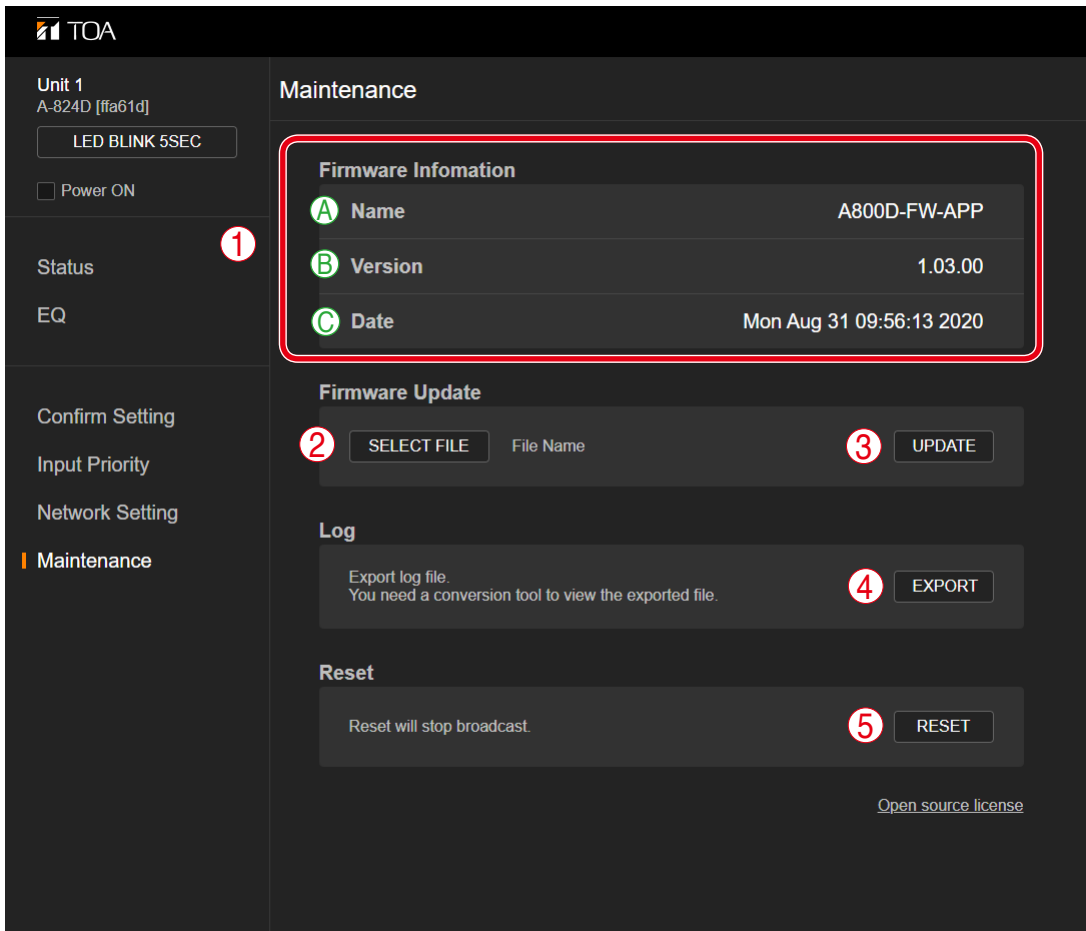 TOA
Unit 1
A-824D [ffa61d]
LED BLINK 5SEC
Power ON
1
Status
EQ
Confirm Setting
Input Priority
Network Setting
Maintenance
Maintenance
Firmware Infomation
A Name A800D-FW-APP
B Version 1.03.00
C Date Mon Aug 31 09:56:13 2020
Firmware Update
2 SELECT FILE File Name 3 UPDATE
Log
Export log file.
You need a conversion tool to view the exported file.
4 EXPORT
Reset
Reset will stop broadcast. 5 RESET
Open source license